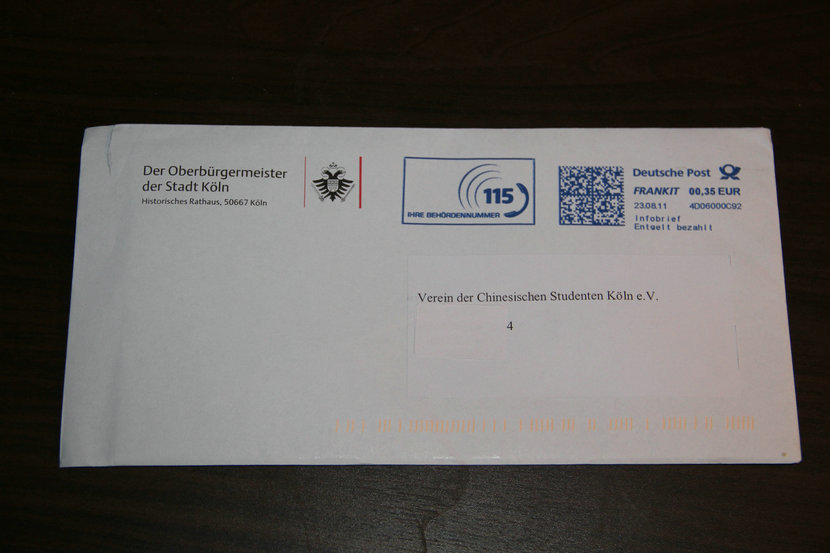 Der Oberbürgermeister
der Stadt Köln
Historisches Rathaus, 50667 Köln
115
IHRE BEHÖRDENNUMMER
Deutsche Post
FRANKIT 00,35 EUR
23.08.11 4D06000C92
Infobrief
Entgelt bezahlt
Verein der Chinesischen Studenten Köln e.V.
4